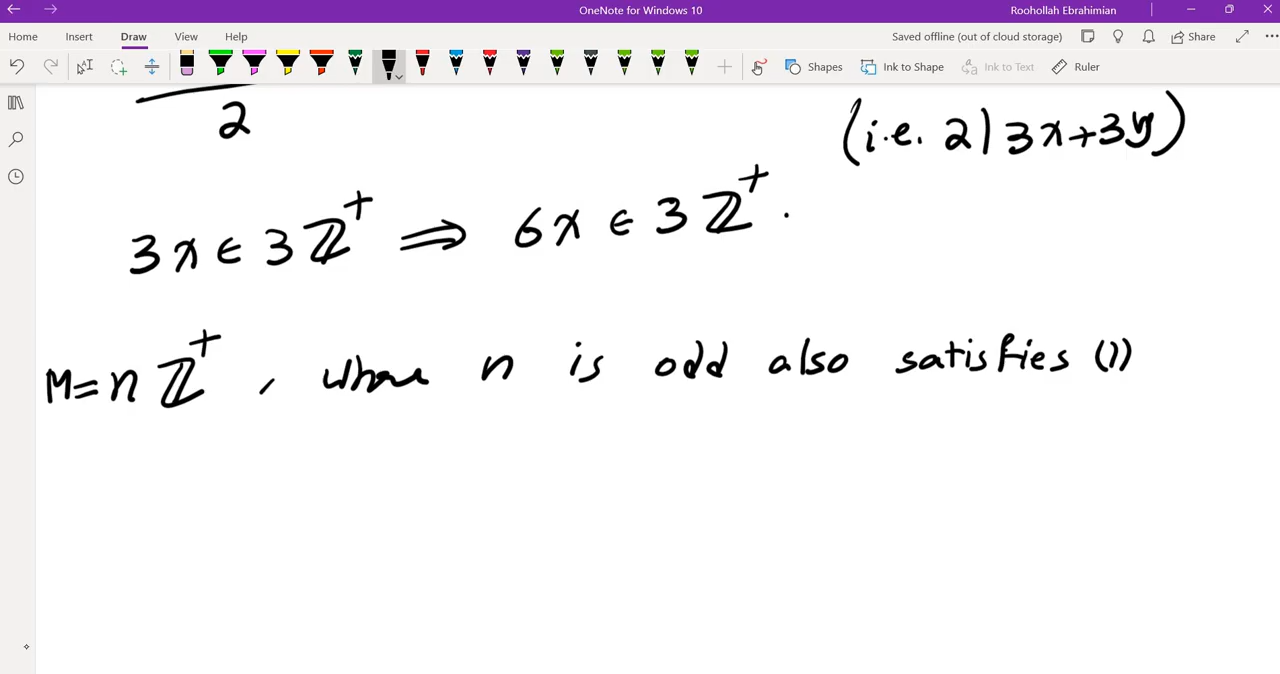 OneNote for Windows 10
Roohollah Ebrahimian
Home Insert Draw View Help
Saved offline (out of cloud storage) Share
Shapes Ink to Shape Ink to Text Ruler
2
(i.e. 2 | 3x+3y)
3x ∈ 3ℤ⁺ ⟹ 6x ∈ 3ℤ⁺.
M = nℤ⁺, where n is odd also satisfies (1)